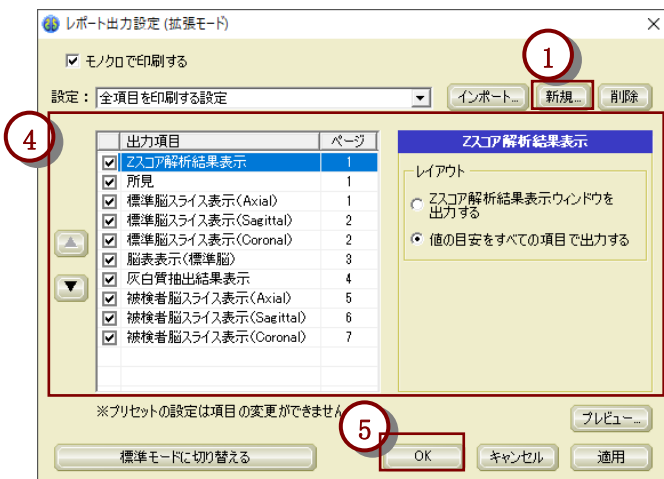 レポート出力設定 (拡張モード)
モノクロで印刷する
1
設定： 全項目を印刷する設定 インポート... 新規... 削除
4
出力項目 ページ
Zスコア解析結果表示 1
所見 1
標準脳スライス表示(Axial) 1
標準脳スライス表示(Sagittal) 2
標準脳スライス表示(Coronal) 2
脳表表示(標準脳) 3
灰白質抽出結果表示 4
被検者脳スライス表示(Axial) 5
被検者脳スライス表示(Sagittal) 6
被検者脳スライス表示(Coronal) 7
Zスコア解析結果表示
レイアウト
Zスコア解析結果表示ウィンドウを
出力する
値の目安をすべての項目で出力する
※プリセットの設定は項目の変更ができません
5
プレビュー...
標準モードに切り替える OK キャンセル 適用